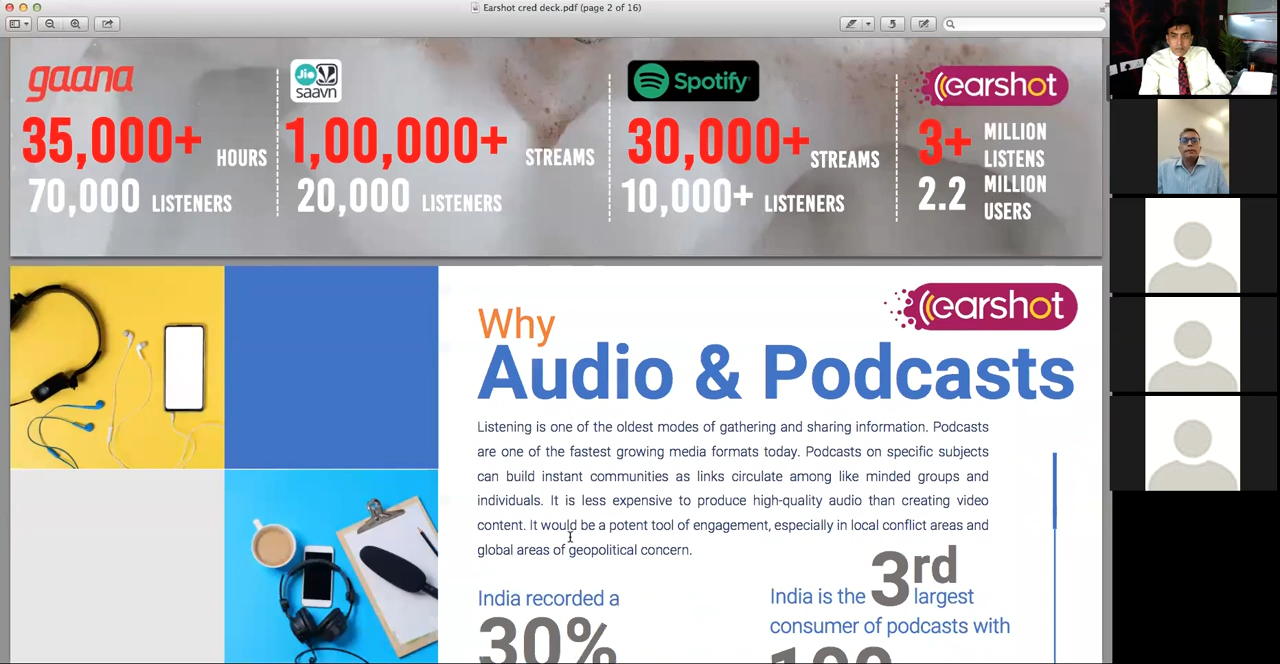 Earshot cred deck.pdf (page 2 of 16)
gaana
35,000+ HOURS
70,000 LISTENERS
Jio
saavn
1,00,000+ STREAMS
20,000 LISTENERS
Spotify
30,000+ STREAMS
10,000+ LISTENERS
earshot
3+ MILLION
LISTENS
2.2 MILLION
USERS
earshot
Why
Audio & Podcasts
Listening is one of the oldest modes of gathering and sharing information. Podcasts
are one of the fastest growing media formats today. Podcasts on specific subjects
can build instant communities as links circulate among like minded groups and
individuals. It is less expensive to produce high-quality audio than creating video
content. It would be a potent tool of engagement, especially in local conflict areas and
global areas of geopolitical concern.
India recorded a
30%
India is the 3rd largest
consumer of podcasts with